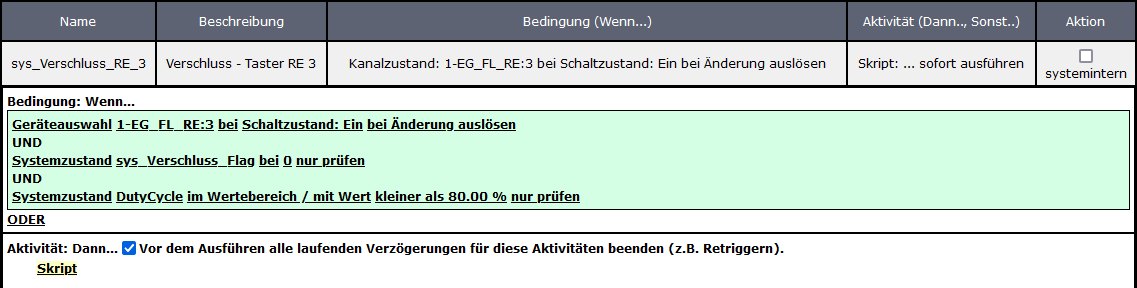 Name Beschreibung Bedingung (Wenn...) Aktivität (Dann.., Sonst..) Aktion
sys_Verschluss_RE_3 Verschluss - Taster RE 3 Kanalzustand: 1-EG_FL_RE:3 bei Schaltzustand: Ein bei Änderung auslösen Skript: ... sofort ausführen
systemintern
Bedingung: Wenn...
Geräteauswahl 1-EG_FL_RE:3 bei Schaltzustand: Ein bei Änderung auslösen
UND
Systemzustand sys_Verschluss_Flag bei 0 nur prüfen
UND
Systemzustand DutyCycle im Wertebereich / mit Wert kleiner als 80.00 % nur prüfen
ODER
Aktivität: Dann... Vor dem Ausführen alle laufenden Verzögerungen für diese Aktivitäten beenden (z.B. Retriggern).
Skript